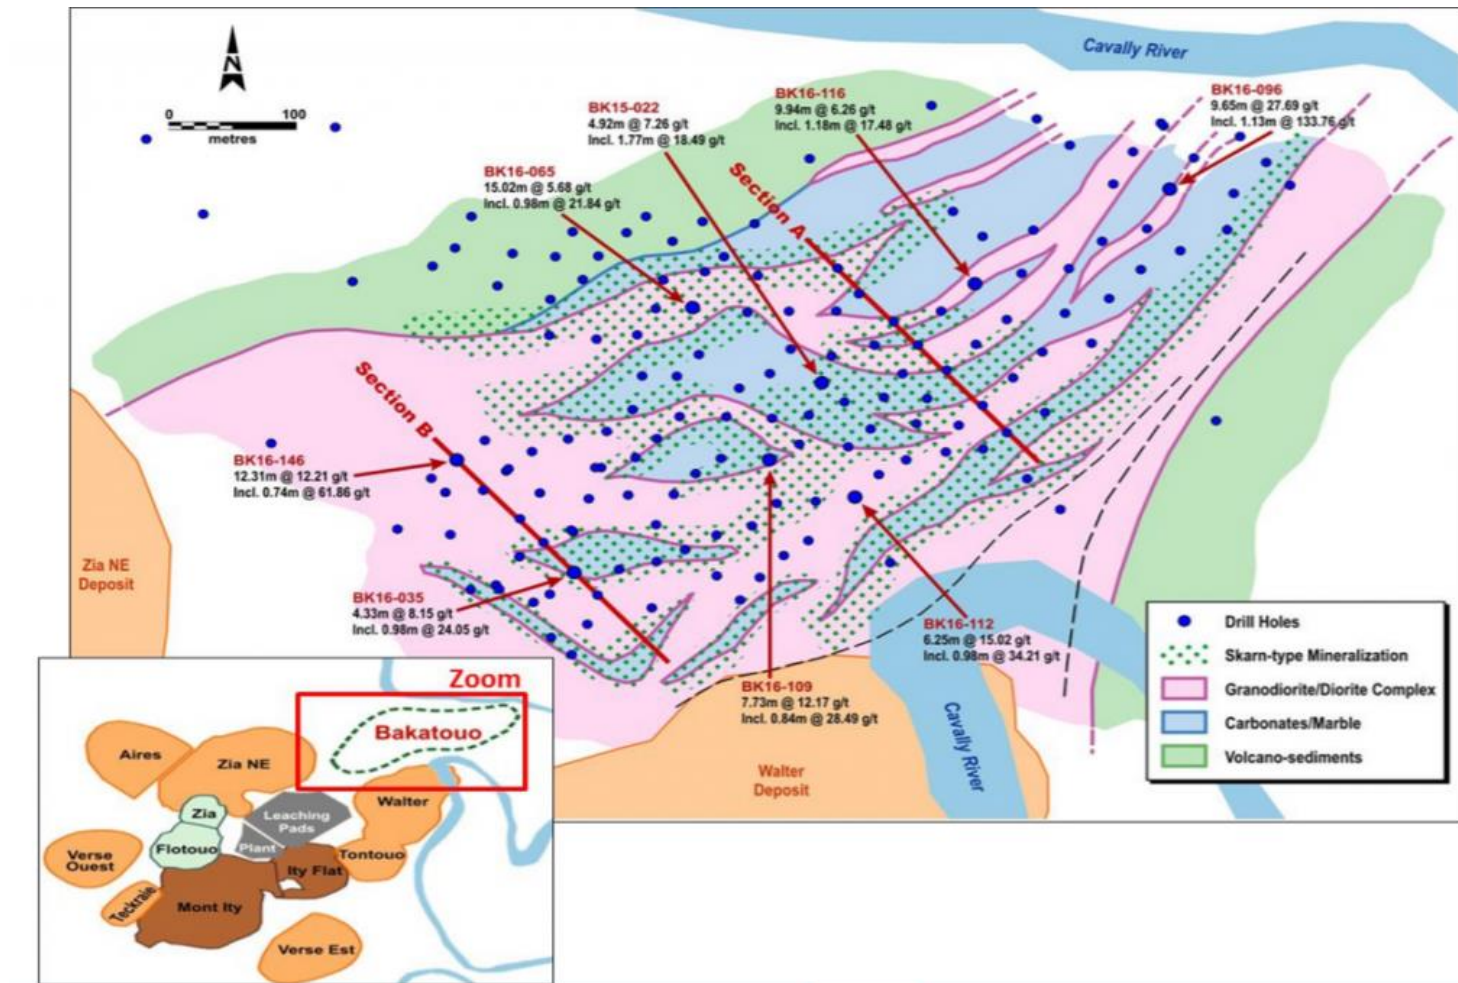 Cavally River
N
0 100
metres
BK16-116
9.94m @ 6.26 g/t
Incl. 1.18m @ 17.48 g/t
BK16-096
9.65m @ 27.69 g/t
Incl. 1.13m @ 133.76 g/t
BK15-022
4.92m @ 7.26 g/t
Incl. 1.77m @ 18.49 g/t
BK16-065
15.02m @ 5.68 g/t
Incl. 0.98m @ 21.84 g/t
Section A
Section B
BK16-146
12.31m @ 12.21 g/t
Incl. 0.74m @ 61.86 g/t
Zia NE
Deposit
BK16-035
4.33m @ 8.15 g/t
Incl. 0.98m @ 24.05 g/t
BK16-112
6.25m @ 15.02 g/t
Incl. 0.98m @ 34.21 g/t
BK16-109
7.73m @ 12.17 g/t
Incl. 0.84m @ 28.49 g/t
Walter
Deposit
Cavally River
Drill Holes
Skarn-type Mineralization
Granodiorite/Diorite Complex
Carbonates/Marble
Volcano-sediments
Zoom
Bakatouo
Aires
Zia NE
Walter
Zia
Leaching
Pads
Plant
Flotouo
Verse
Ouest
Tontouo
Ity Flat
Teckraie
Mont Ity
Verse Est